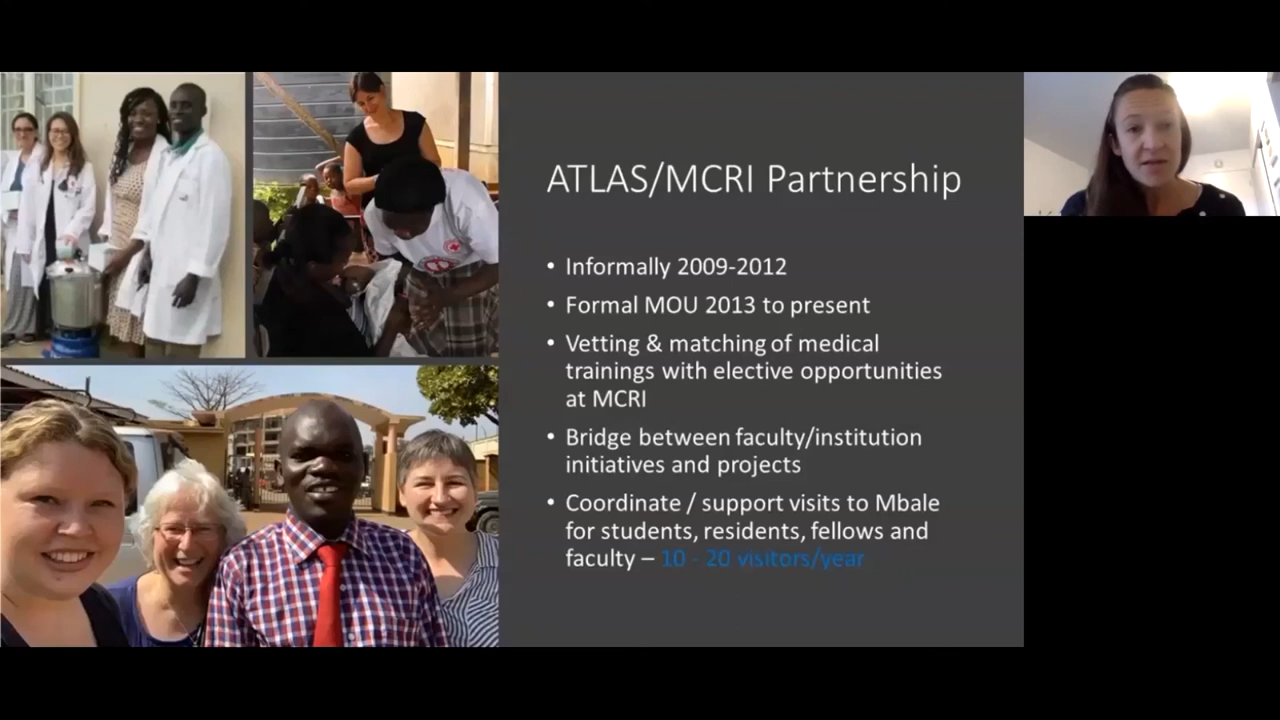 ATLAS/MCRI Partnership
• Informally 2009-2012
• Formal MOU 2013 to present
• Vetting & matching of medical
trainings with elective opportunities
at MCRI
• Bridge between faculty/institution
initiatives and projects
• Coordinate / support visits to Mbale
for students, residents, fellows and
faculty – 10 - 20 visitors/year